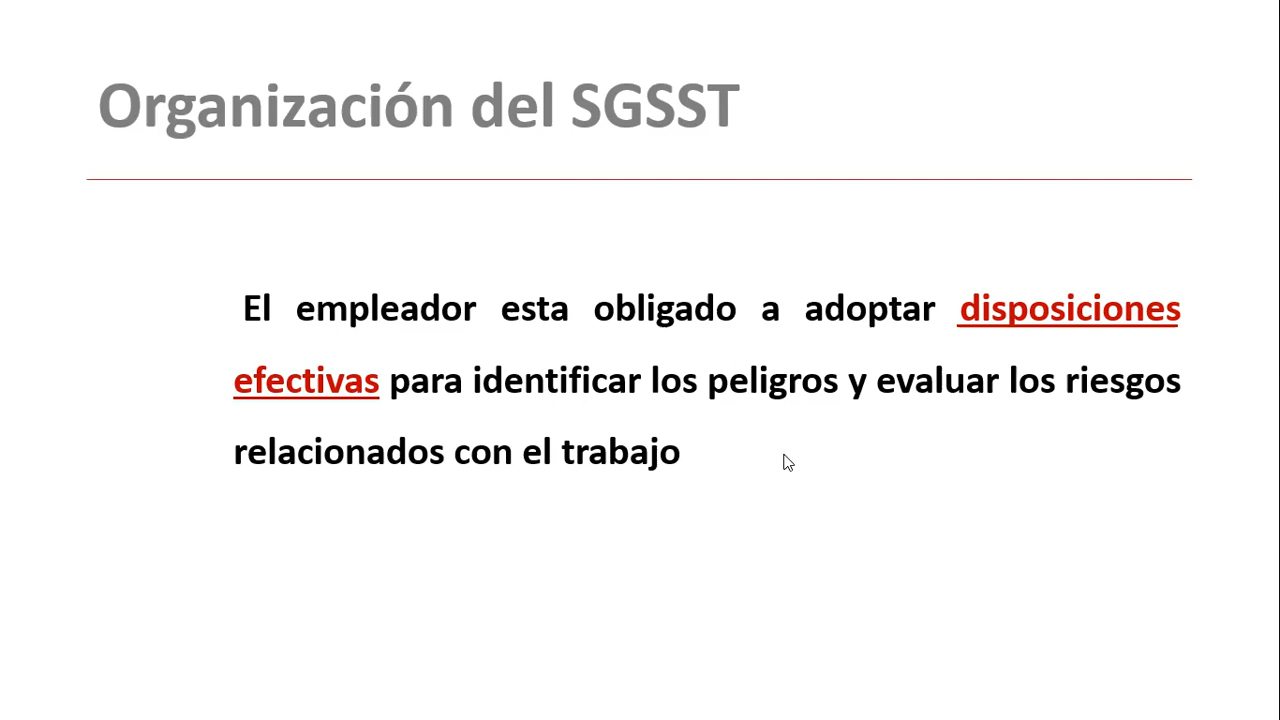 Organización del SGSST
El empleador esta obligado a adoptar disposiciones
efectivas para identificar los peligros y evaluar los riesgos
relacionados con el trabajo